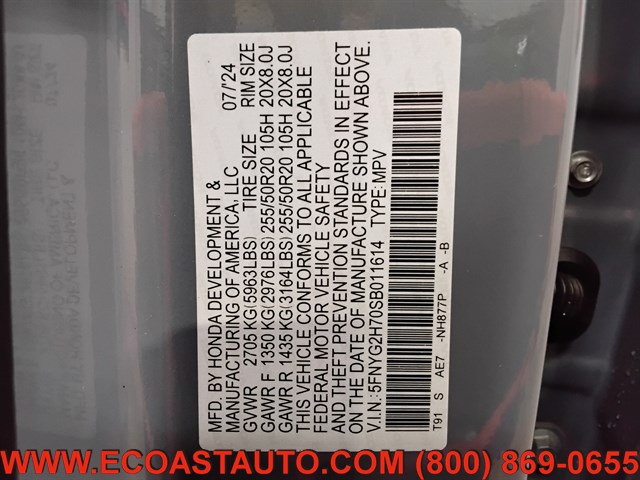 MFD. BY HONDA DEVELOPMENT &
MANUFACTURING OF AMERICA, LLC 07/'24
GVWR 2705 KG(5963LBS) TIRE SIZE RIM SIZE
GAWR F 1350 KG(2976LBS) 255/50R20 105H 20X8.0J
GAWR R 1435 KG(3164LBS) 255/50R20 105H 20X8.0J
THIS VEHICLE CONFORMS TO ALL APPLICABLE
FEDERAL MOTOR VEHICLE SAFETY
AND THEFT PREVENTION STANDARDS IN EFFECT
ON THE DATE OF MANUFACTURE SHOWN ABOVE.
V.I.N.: 5FNYG2H70SB011614 TYPE: MPV
T91 S AE7 -NH877P -A -B
WWW.ECOASTAUTO.COM (800) 869-0655